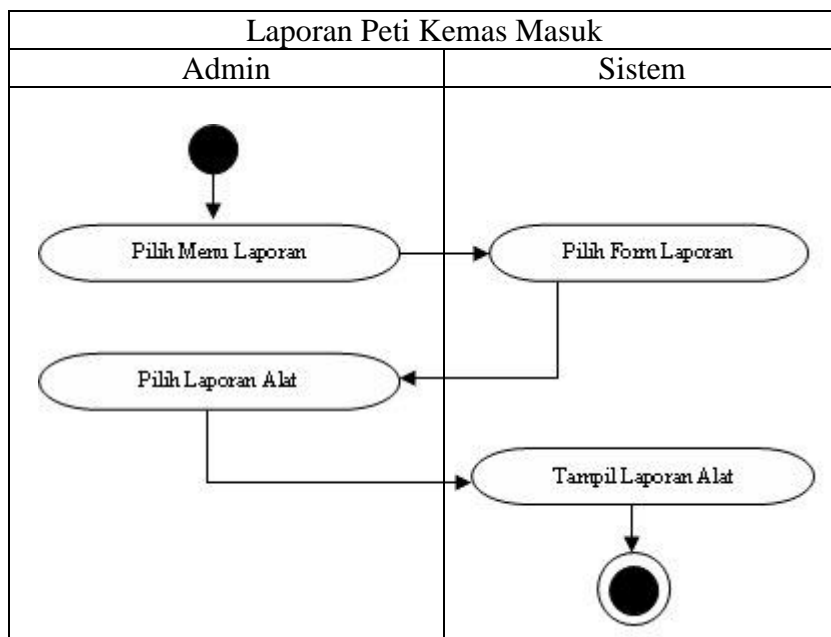 Laporan Peti Kemas Masuk
Admin
Sistem
Pilih Menu Laporan
Pilih Form Laporan
Pilih Laporan Alat
Tampil Laporan Alat